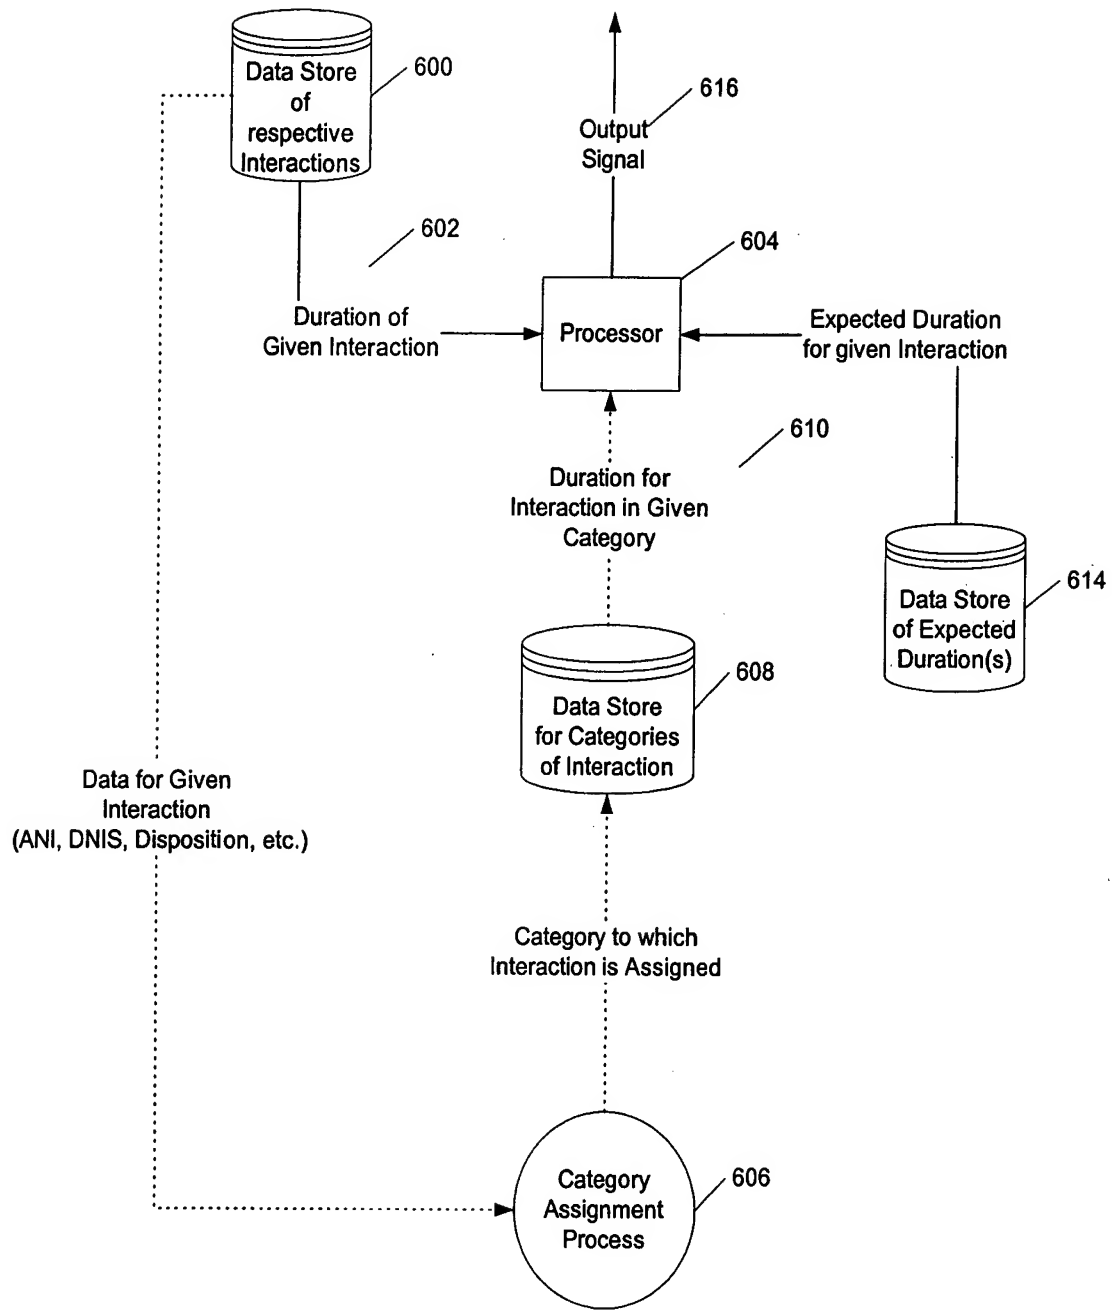 Data Store
of
respective
Interactions
600
616
Output
Signal
602
604
Duration of
Given Interaction
Processor
Expected Duration
for given Interaction
610
Duration for
Interaction in Given
Category
614
Data Store
of Expected
Duration(s)
608
Data Store
for Categories
of Interaction
Data for Given
Interaction
(ANI, DNIS, Disposition, etc.)
Category to which
Interaction is Assigned
606
Category
Assignment
Process